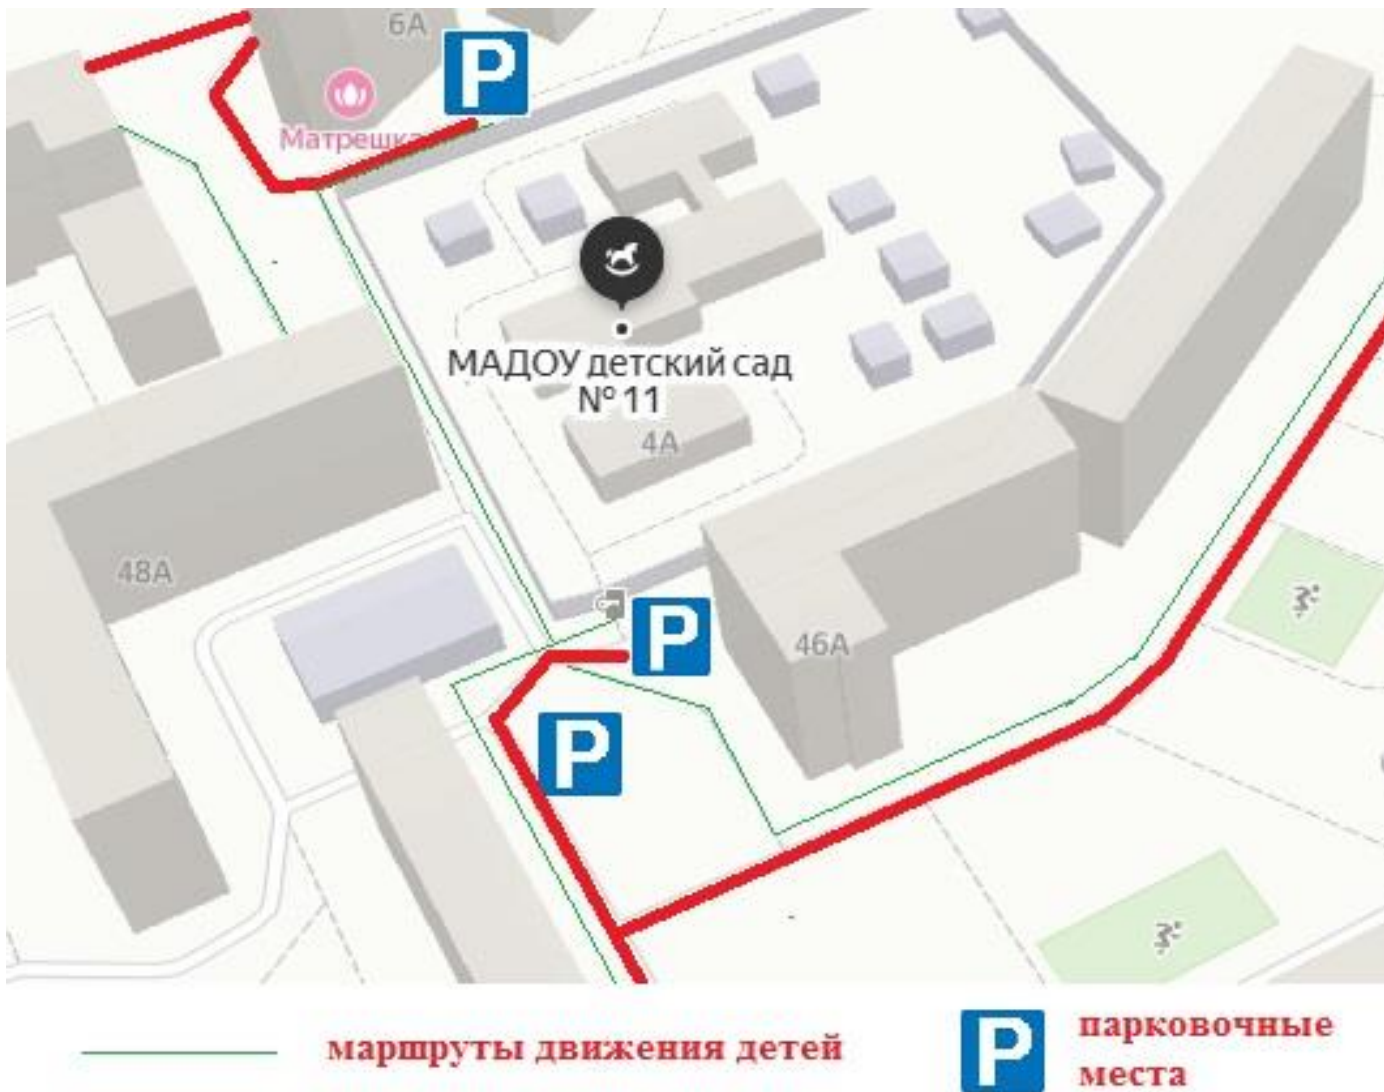 6А
P
Матрешка
МАДОУ детский сад
№ 11
4А
48А
P
46А
P
маршруты движения детей
P
парковочные
места